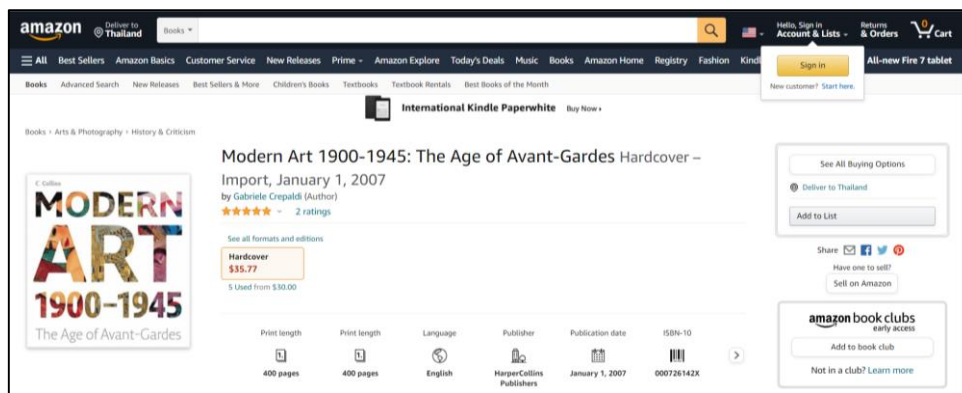 amazon
Deliver to
Thailand
Books
Hello, Sign in
Account & Lists
Returns
& Orders
0
Cart
All Best Sellers Amazon Basics Customer Service New Releases Prime Amazon Explore Today's Deals Music Books Amazon Home Registry Fashion Kindl
All-new Fire 7 tablet
Sign in
New customer? Start here.
Books Advanced Search New Releases Best Sellers & More Children's Books Textbooks Textbook Rentals Best Books of the Month
International Kindle Paperwhite Buy Now ›
Books › Arts & Photography › History & Criticism
Collins
MODERN
ART
1900-1945
The Age of Avant-Gardes
Modern Art 1900-1945: The Age of Avant-Gardes Hardcover –
Import, January 1, 2007
by Gabriele Crepaldi (Author)
2 ratings
See all formats and editions
Hardcover
$35.77
5 Used from $30.00
Print length
400 pages
Print length
400 pages
Language
English
Publisher
HarperCollins
Publishers
Publication date
January 1, 2007
ISBN-10
000726142X
See All Buying Options
Deliver to Thailand
Add to List
Share
Have one to sell?
Sell on Amazon
amazon book clubs
early access
Add to book club
Not in a club? Learn more